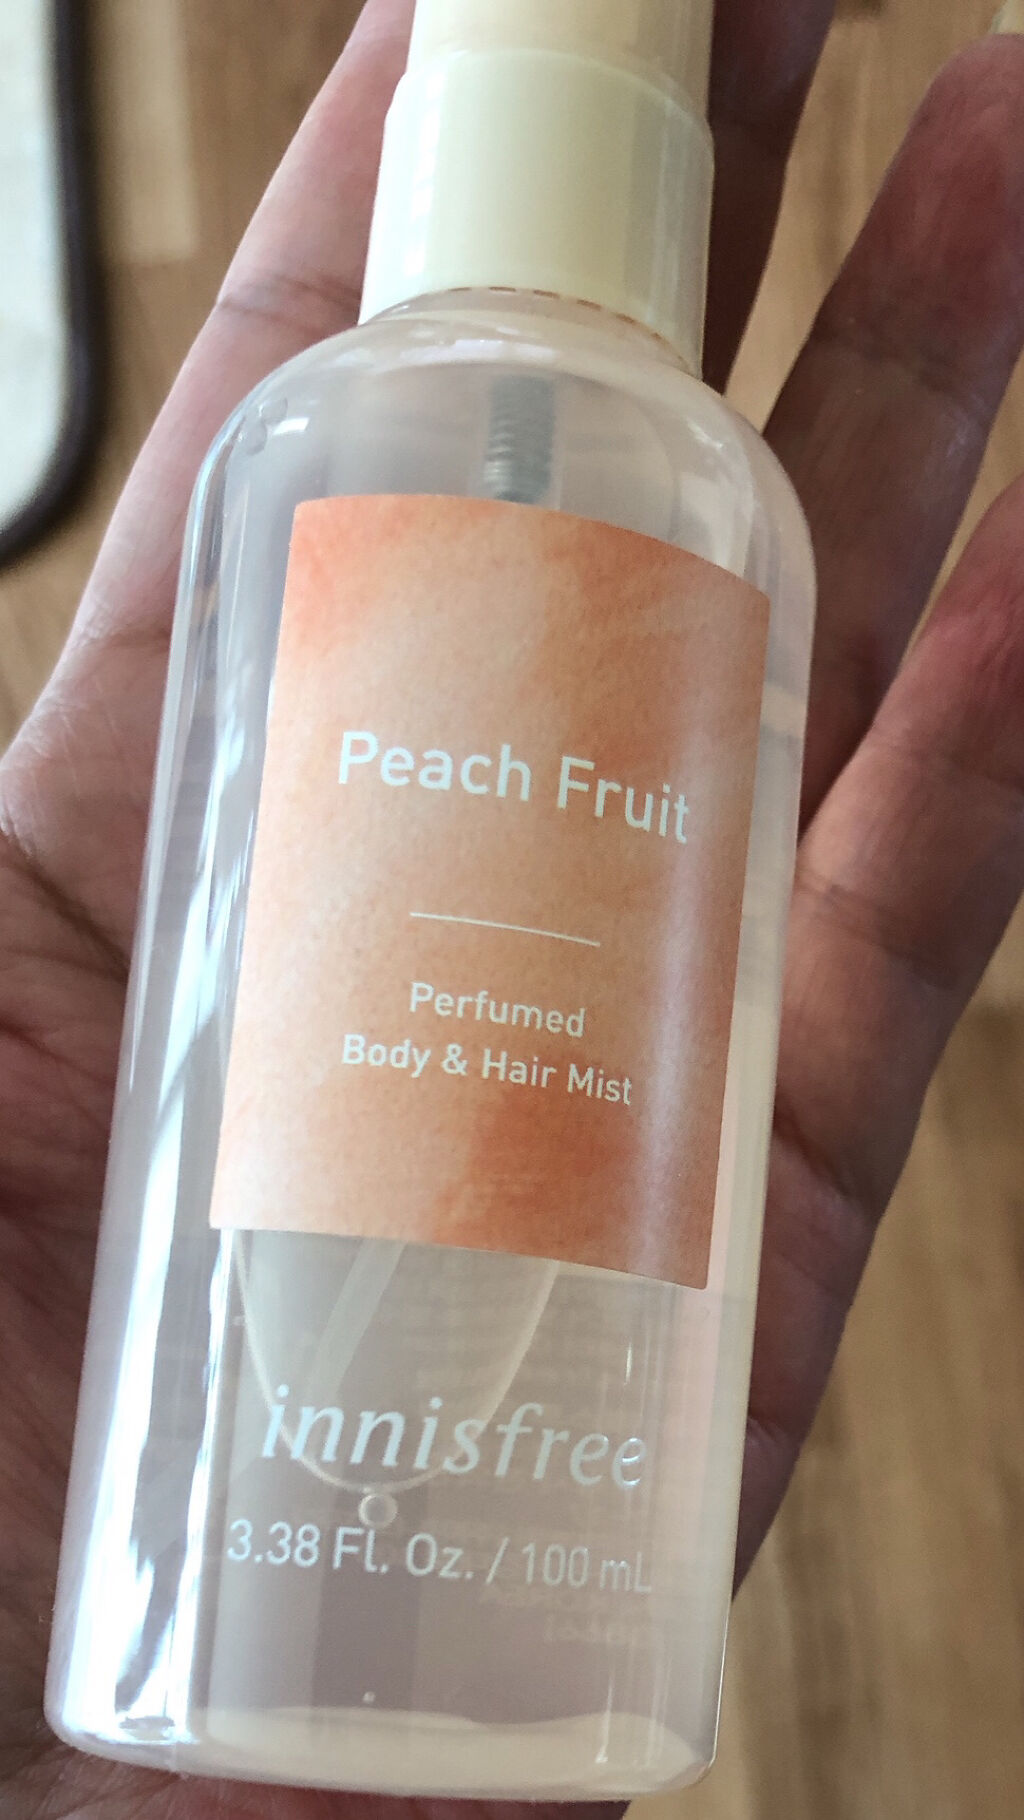 Peach Fruit
Perfumed
Body & Hair Mist
innisfree
3.38 Fl. Oz. / 100 mL